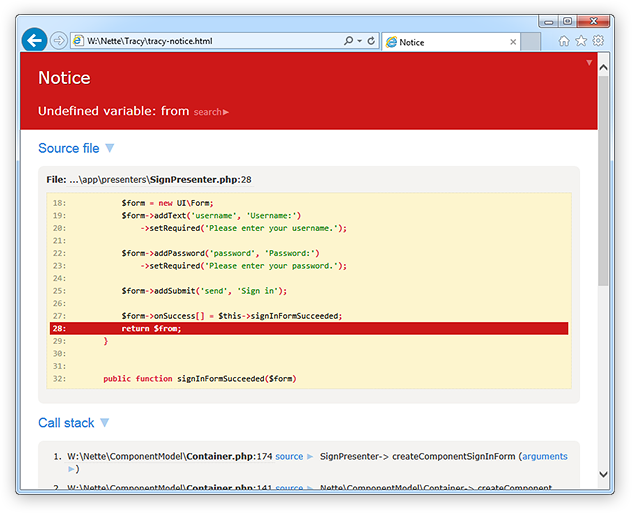 W:\Nette\Tracy\tracy-notice.html
Notice
Notice
Undefined variable: from search▶
Source file ▼
File: ...\app\presenters\SignPresenter.php:28
18: $form = new UI\Form;
19: $form->addText('username', 'Username:')
20: ->setRequired('Please enter your username.');
21:
22: $form->addPassword('password', 'Password:')
23: ->setRequired('Please enter your password.');
24:
25: $form->addSubmit('send', 'Sign in');
26:
27: $form->onSuccess[] = $this->signInFormSucceeded;
28: return $from;
29: }
30:
31:
32: public function signInFormSucceeded($form)
Call stack ▼
1. W:\Nette\ComponentModel\Container.php:174 source ▶ SignPresenter-> createComponentSignInForm (arguments
▶)
2. W:\Nette\ComponentModel\Container.php:141 source ▶ Nette\ComponentModel\Container-> createComponent